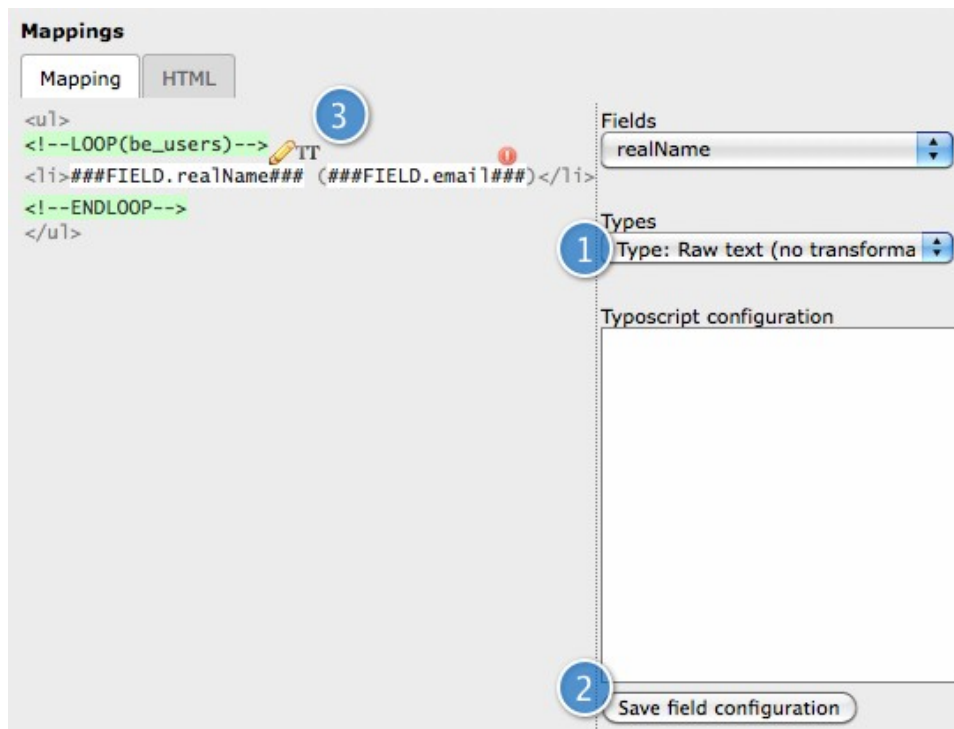 Mappings
Mapping HTML
<ul>
3
<!--LOOP(be_users)-->
TT
<li>###FIELD.realName### (###FIELD.email###)</li>
<!--ENDLOOP-->
</ul>
Fields
realName
Types
1
Type: Raw text (no transforma
Typoscript configuration
2
Save field configuration